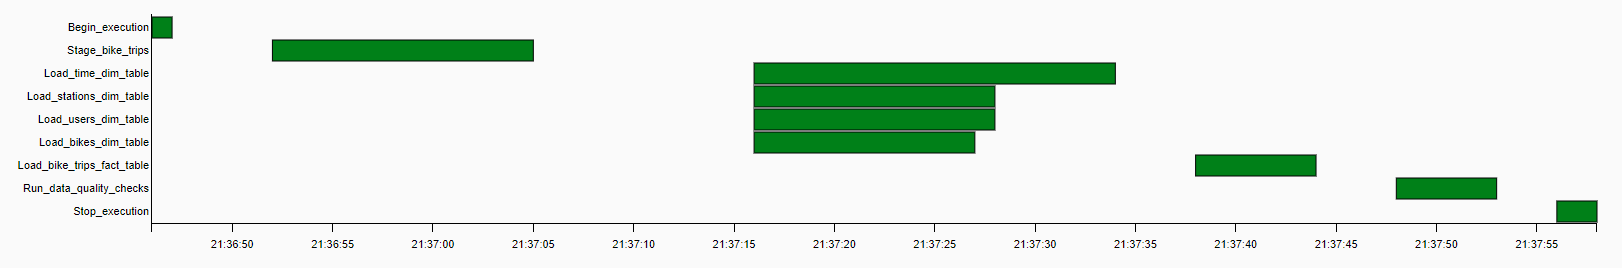 Begin_execution
Stage_bike_trips
Load_time_dim_table
Load_stations_dim_table
Load_users_dim_table
Load_bikes_dim_table
Load_bike_trips_fact_table
Run_data_quality_checks
Stop_execution
21:36:50 21:36:55 21:37:00 21:37:05 21:37:10 21:37:15 21:37:20 21:37:25 21:37:30 21:37:35 21:37:40 21:37:45 21:37:50 21:37:55